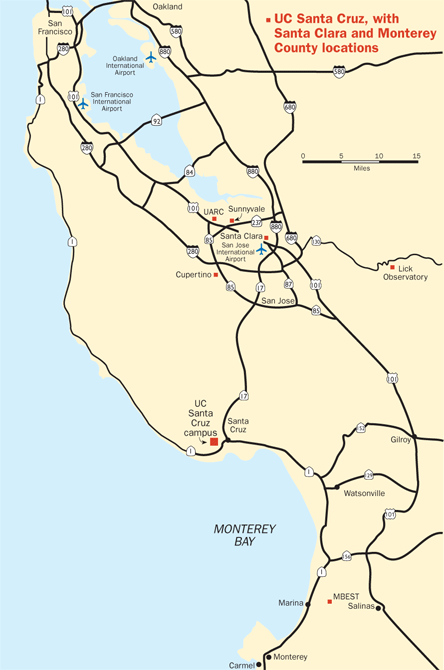 UC Santa Cruz, with
Santa Clara and Monterey
County locations
Oakland
San
Francisco
101
280
580
880
Oakland
International
Airport
580
1
101
San Francisco
International
Airport
680
92
0 5 10 15
Miles
280
84
880
101
UARC
Sunnyvale
237
85
Santa Clara
880
680
130
1
280
San Jose
International
Airport
Lick
Observatory
Cupertino
85
17
87
101
San Jose
85
101
17
UC
Santa
Cruz
campus
Santa
Cruz
152
Gilroy
1
1
129
Watsonville
101
MONTEREY
BAY
156
1
Marina
MBEST
Salinas
Monterey
Carmel